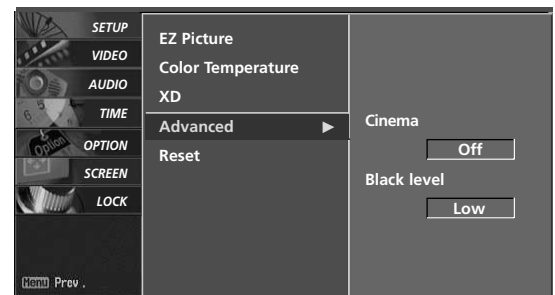 SETUP
VIDEO
AUDIO
TIME
OPTION
SCREEN
LOCK
Menu Prev.
EZ Picture
Color Temperature
XD
Advanced ►
Reset
Cinema
Off
Black level
Low